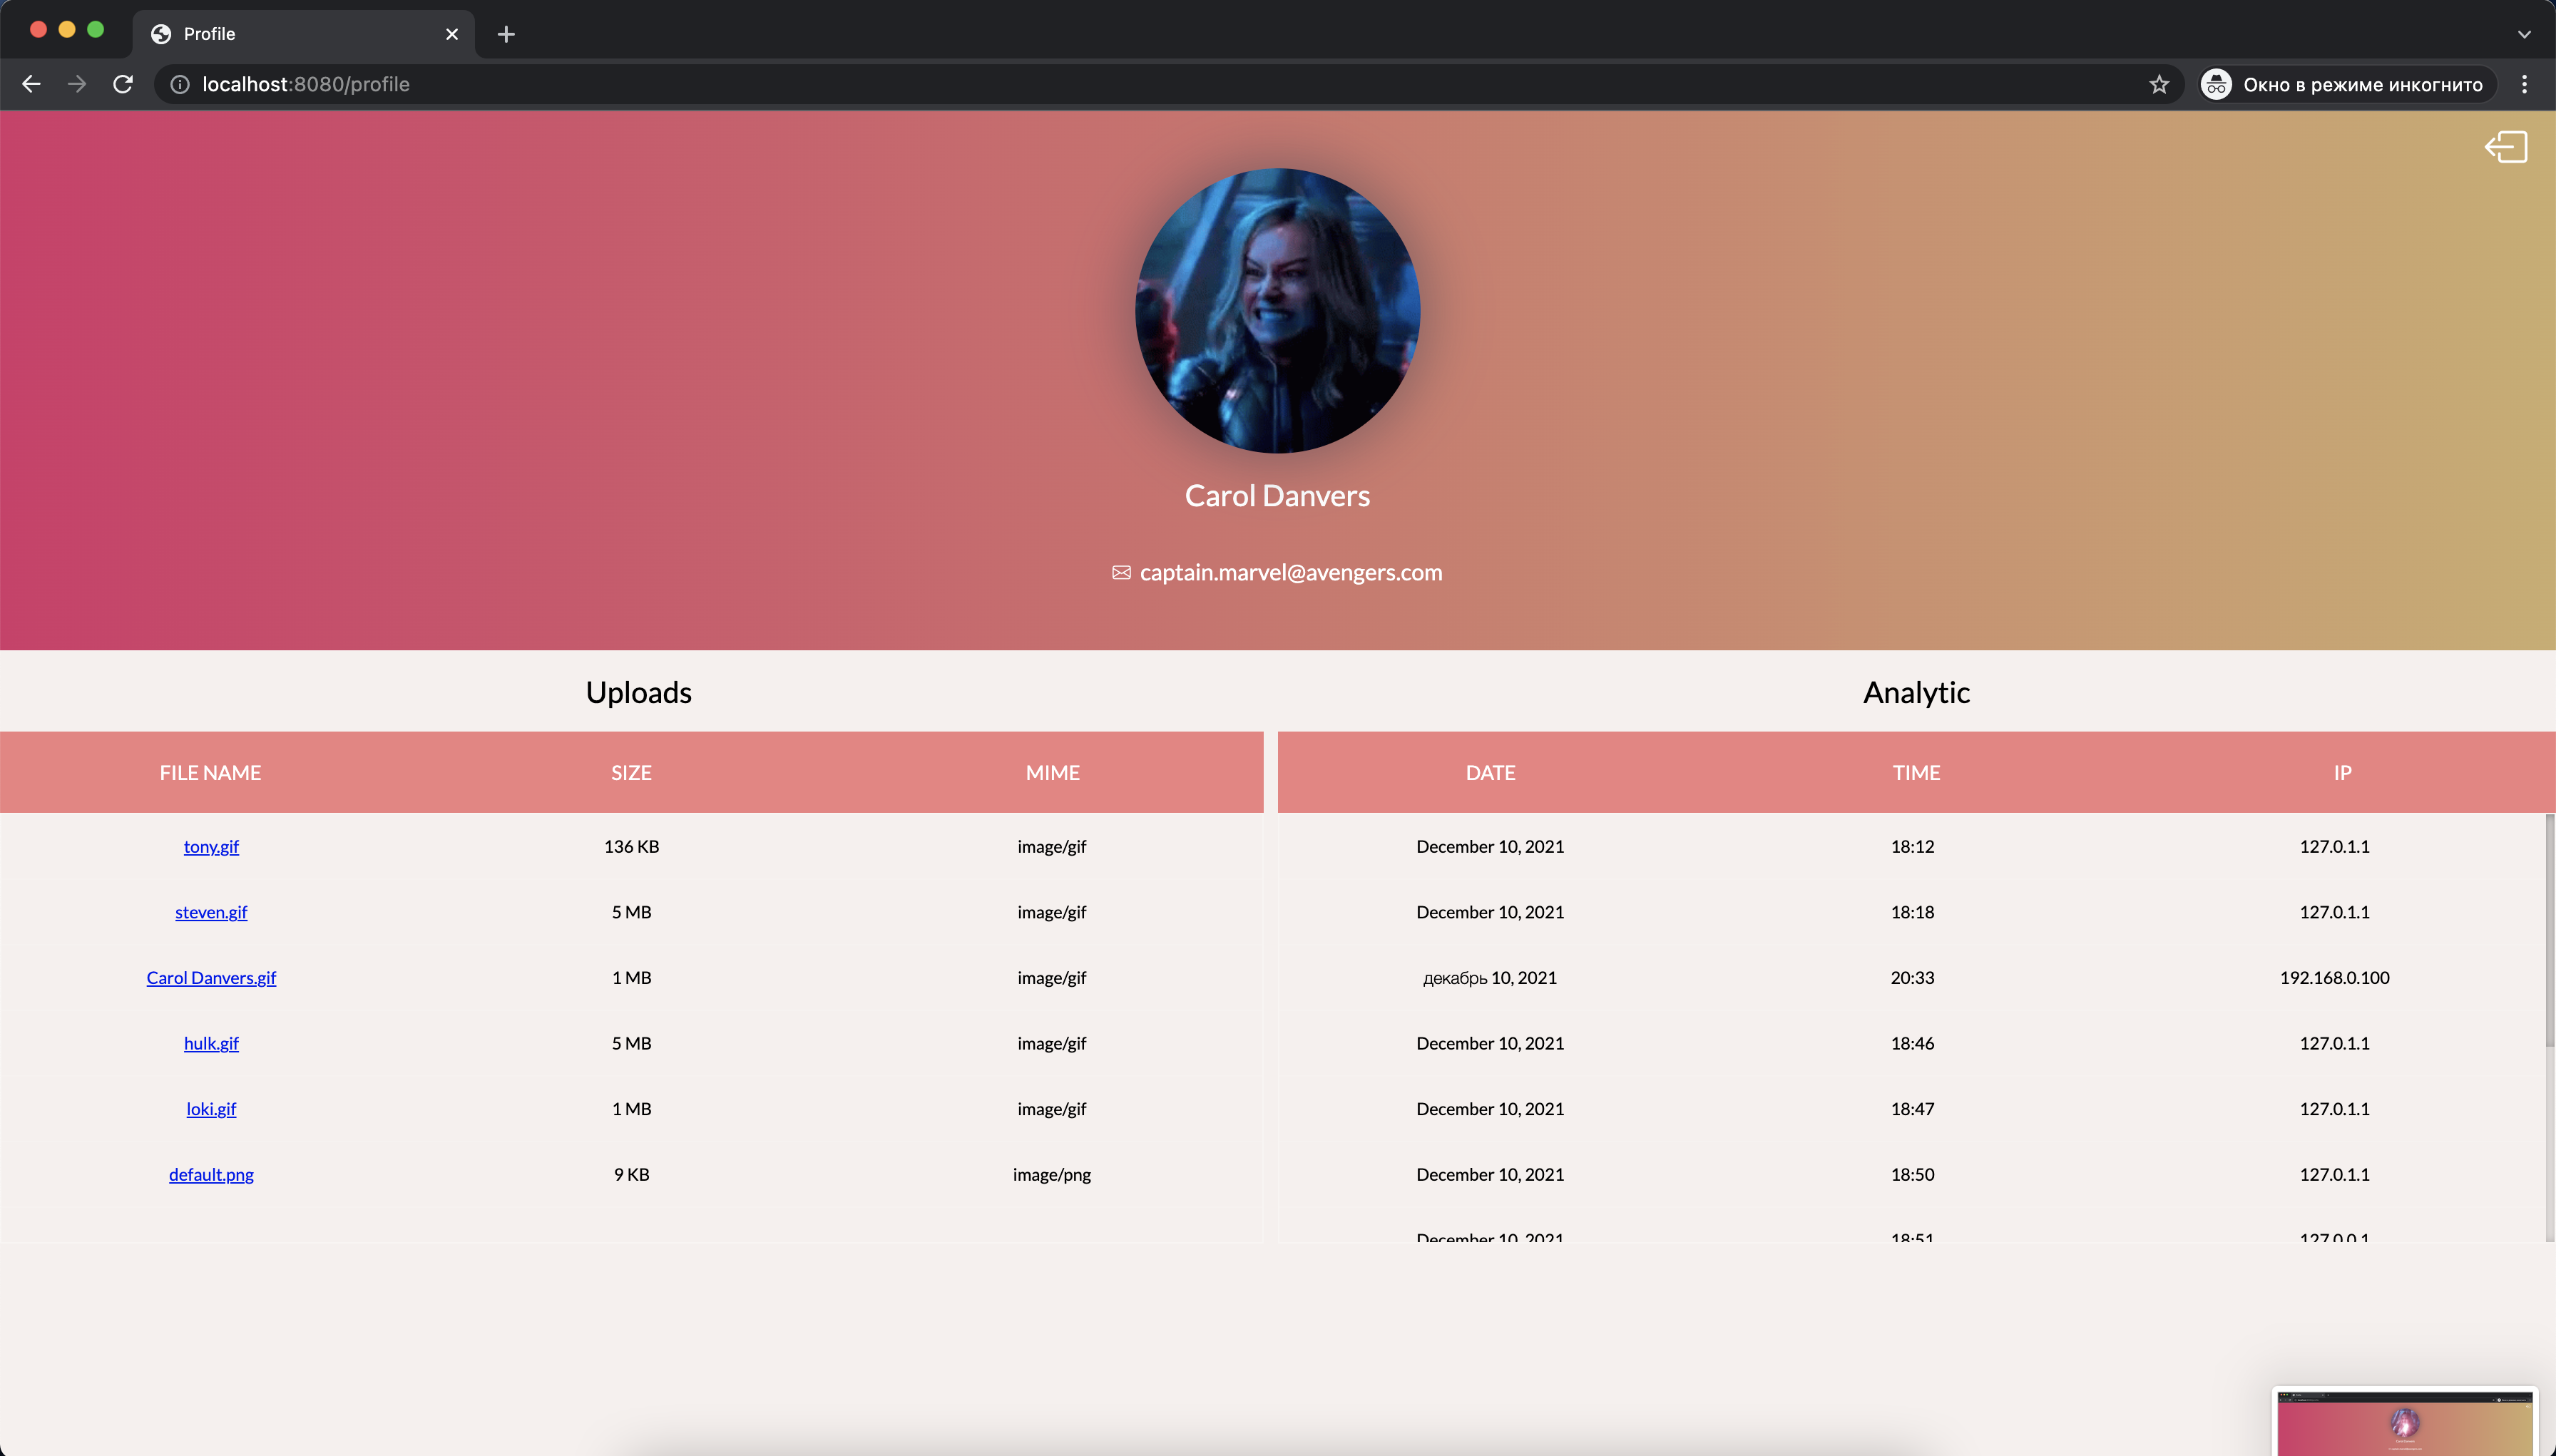 Profile
localhost:8080/profile
Окно в режиме инкогнито
Carol Danvers
captain.marvel@avengers.com
Uploads
Analytic
FILE NAME SIZE MIME
DATE TIME IP
tony.gif 136 KB image/gif
December 10, 2021 18:12 127.0.1.1
steven.gif 5 MB image/gif
December 10, 2021 18:18 127.0.1.1
Carol Danvers.gif 1 MB image/gif
декабрь 10, 2021 20:33 192.168.0.100
hulk.gif 5 MB image/gif
December 10, 2021 18:46 127.0.1.1
loki.gif 1 MB image/gif
December 10, 2021 18:47 127.0.1.1
default.png 9 KB image/png
December 10, 2021 18:50 127.0.1.1
December 10, 2021 18:51 127.0.0.1